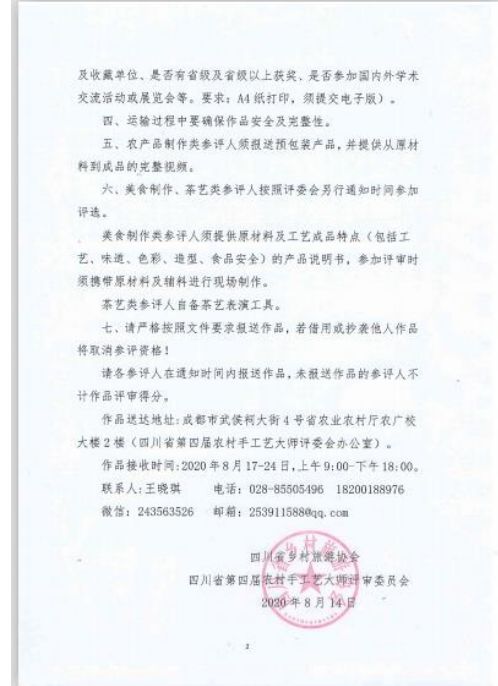 及收藏单位、是否有省级及省级以上获奖、是否参加国内外学术
交流活动或展览会等。要求：A4纸打印，须提交电子版）。
四、运输过程中要确保作品安全及完整性。
五、农产品制作类参评人须报送预包装产品，并提供从原材
料到成品的完整视频。
六、美食制作、茶艺类参评人按照评委会另行通知时间参加
评选。
美食制作类参评人须提供原材料及工艺成品特点（包括工
艺、味道、色彩、造型、食品安全）的产品说明书，参加评审时
须携带原材料及辅料进行现场制作。
茶艺类参评人自备茶艺表演工具。
七、请严格按照文件要求报送作品，若借用或抄袭他人作品
将取消参评资格！
请各参评人在通知时间内报送作品，未报送作品的参评人不
计作品评审得分。
作品送达地址：成都市武侯柯大街4号省农业农村厅农广校
大楼2楼（四川省第四届农村手工艺大师评委会办公室）。
作品接收时间：2020年8月17-24日，上午9:00-下午18:00。
联系人：王晓琪 电话：028-85505496 18200188976
微信：243563526 邮箱：253911588@qq.com
四川省乡村旅游协会
四川省第四届农村手工艺大师评审委员会
2020年8月14日
2